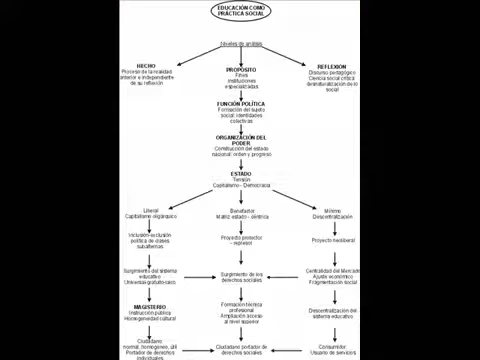 EDUCACIÓN COMO
PRÁCTICA SOCIAL
Niveles de análisis
HECHO
Proceso de la realidad
anterior e independiente
de su reflexión
PROPÓSITO
- Fines
instituciones
especializadas
REFLEXIÓN
Discurso pedagógico
Ciencia social crítica
desnaturalización de lo
social
FUNCIÓN POLÍTICA
Formación del sujeto
social: identidades
colectivas
ORGANIZACIÓN DEL
PODER
Construcción del estado
nacional: orden y progreso
ESTADO
Tensión
Capitalismo - Democracia
Liberal
Capitalismo oligárquico
Benefactor
Matriz estado - céntrica
Mínimo
Descentralización
Inclusión-exclusión
política de clases
subalternas
Proyecto protector
- represivo
Proyecto neoliberal
Surgimiento del sistema
educativo
Universal-gratuito-laico
Surgimiento de los
derechos sociales
Centralidad del Mercado
Ajuste económico
Fragmentación social
MAGISTERIO
Instrucción pública
Homogeneidad cultural
Formación técnica
profesional
Ampliación acceso
al nivel superior
Descentralización del
sistema educativo
Ciudadano
normal, homogéneo, útil
Portador de derechos
individuales
Ciudadano portador de
derechos sociales
Consumidor
Usuario de servicios